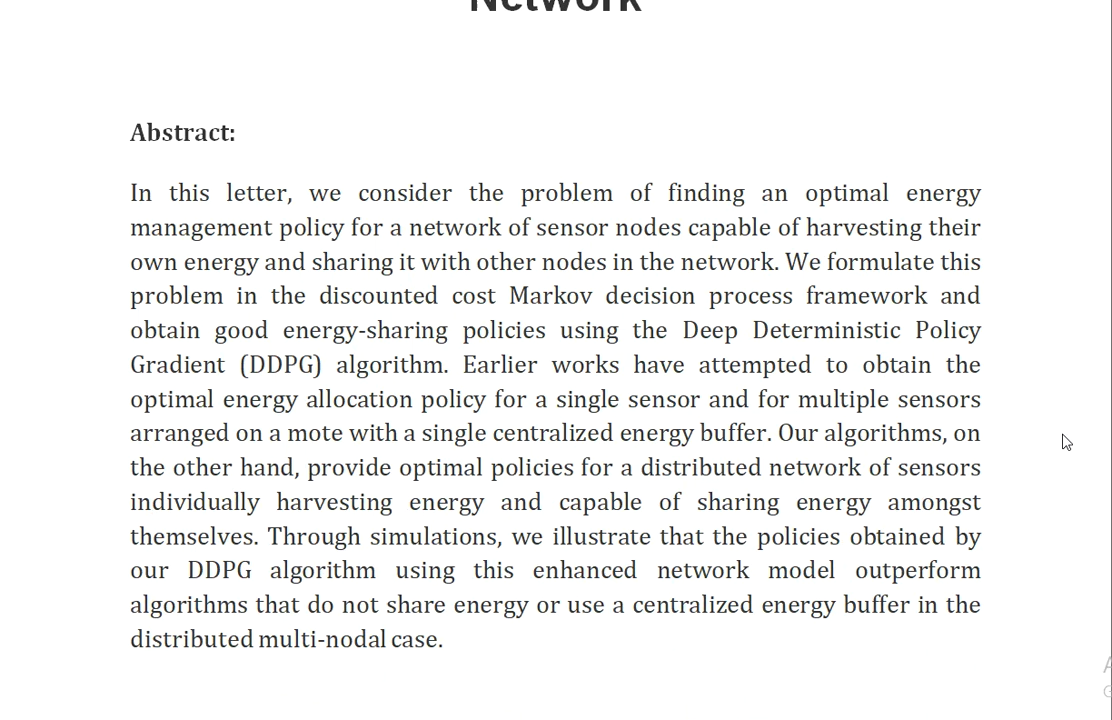 Network
Abstract:
In this letter, we consider the problem of finding an optimal energy
management policy for a network of sensor nodes capable of harvesting their
own energy and sharing it with other nodes in the network. We formulate this
problem in the discounted cost Markov decision process framework and
obtain good energy-sharing policies using the Deep Deterministic Policy
Gradient (DDPG) algorithm. Earlier works have attempted to obtain the
optimal energy allocation policy for a single sensor and for multiple sensors
arranged on a mote with a single centralized energy buffer. Our algorithms, on
the other hand, provide optimal policies for a distributed network of sensors
individually harvesting energy and capable of sharing energy amongst
themselves. Through simulations, we illustrate that the policies obtained by
our DDPG algorithm using this enhanced network model outperform
algorithms that do not share energy or use a centralized energy buffer in the
distributed multi-nodal case.